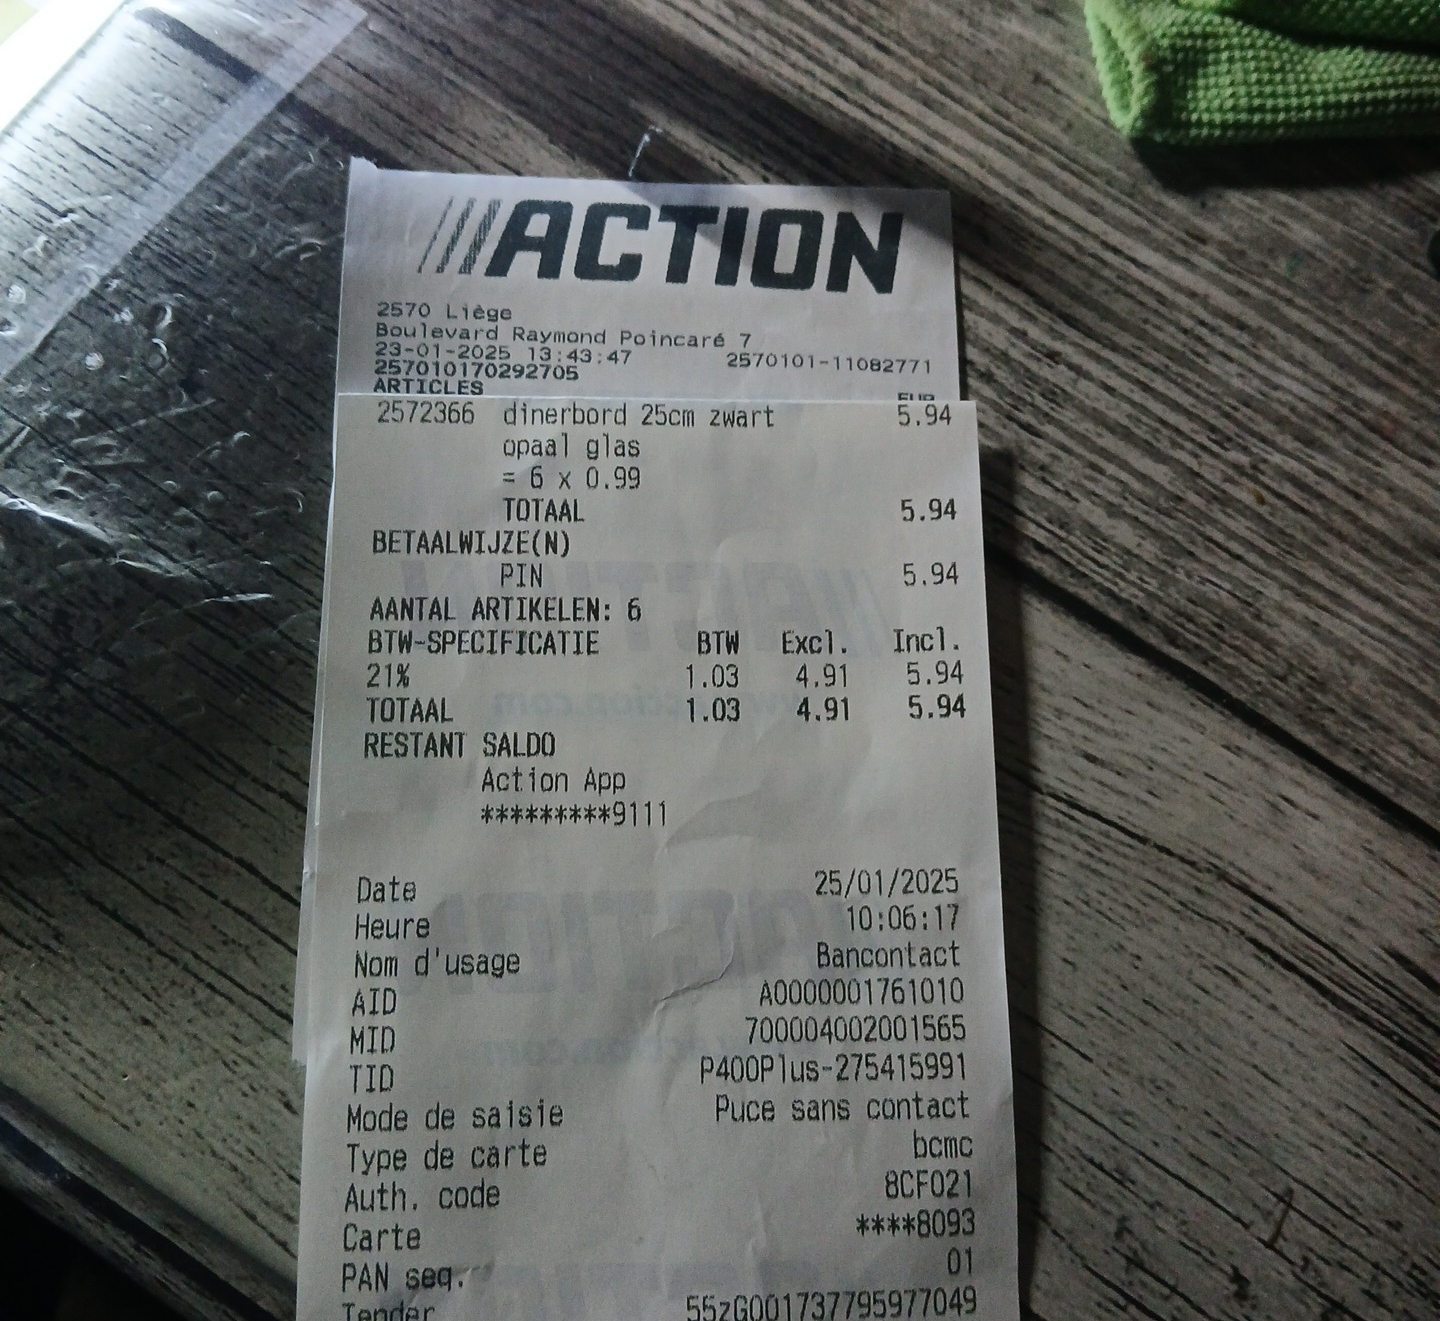 ACTION
2570 Liège
Boulevard Raymond Poincaré 7
23-01-2025 13:43:47 2570101-11082771
257010170292705
ARTICLES EUR
2572366 dinerbord 25cm zwart 5.94
opaal glas
= 6 x 0.99
TOTAAL 5.94
BETAALWIJZE(N)
PIN 5.94
AANTAL ARTIKELEN: 6
BTW-SPECIFICATIE BTW Excl. Incl.
21% 1.03 4.91 5.94
TOTAAL 1.03 4.91 5.94
RESTANT SALDO
Action App
*********9111
Date 25/01/2025
Heure 10:06:17
Nom d'usage Bancontact
AID A0000001761010
MID 700004002001565
TID P400Plus-275415991
Mode de saisie Puce sans contact
Type de carte bcmc
Auth. code 8CF021
Carte ****8093
PAN seq. 01
Tender 55zG001737795977049